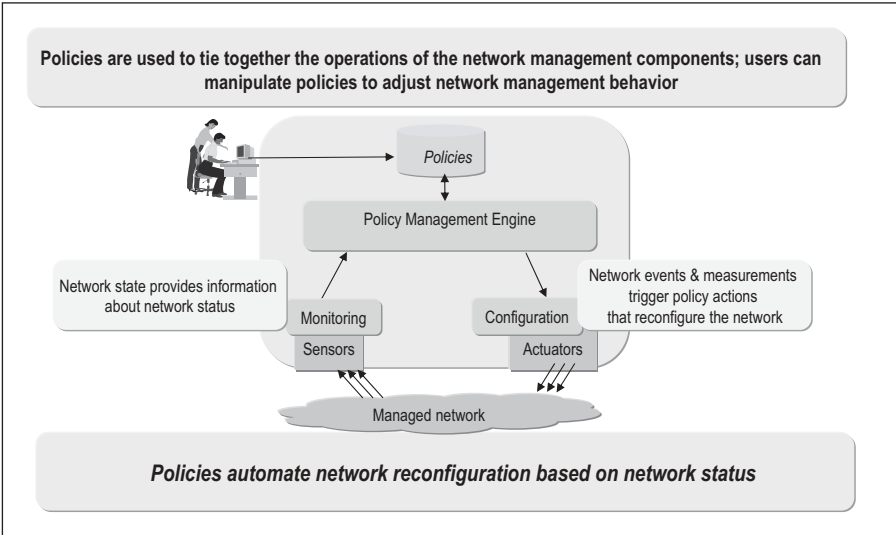 Policies are used to tie together the operations of the network management components; users can
manipulate policies to adjust network management behavior
Policies
Policy Management Engine
Network state provides information
about network status
Network events & measurements
trigger policy actions
that reconfigure the network
Monitoring
Configuration
Sensors
Actuators
Managed network
Policies automate network reconfiguration based on network status